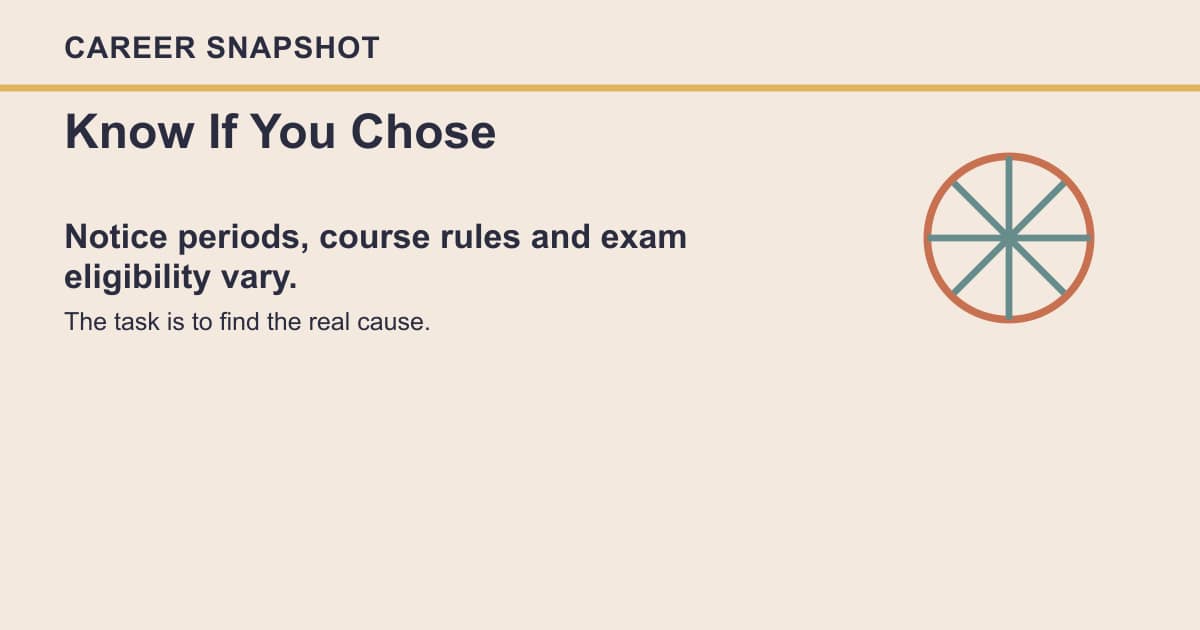 CAREER SNAPSHOT
Know If You Chose
Notice periods, course rules and exam
eligibility vary.
The task is to find the real cause.